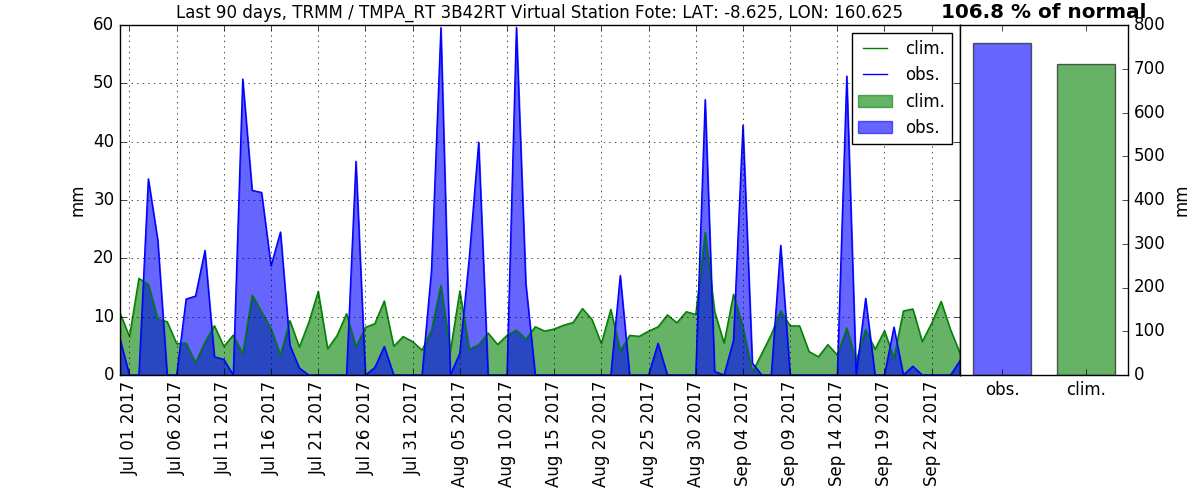 Last 90 days, TRMM / TMPA_RT 3B42RT Virtual Station Fote: LAT: -8.625, LON: 160.625
106.8 % of normal
clim.
obs.
clim.
obs.
60
50
40
30
20
10
0
mm
Jul 01 2017
Jul 06 2017
Jul 11 2017
Jul 16 2017
Jul 21 2017
Jul 26 2017
Jul 31 2017
Aug 05 2017
Aug 10 2017
Aug 15 2017
Aug 20 2017
Aug 25 2017
Aug 30 2017
Sep 04 2017
Sep 09 2017
Sep 14 2017
Sep 19 2017
Sep 24 2017
800
700
600
500
400
300
200
100
0
mm
obs.
clim.